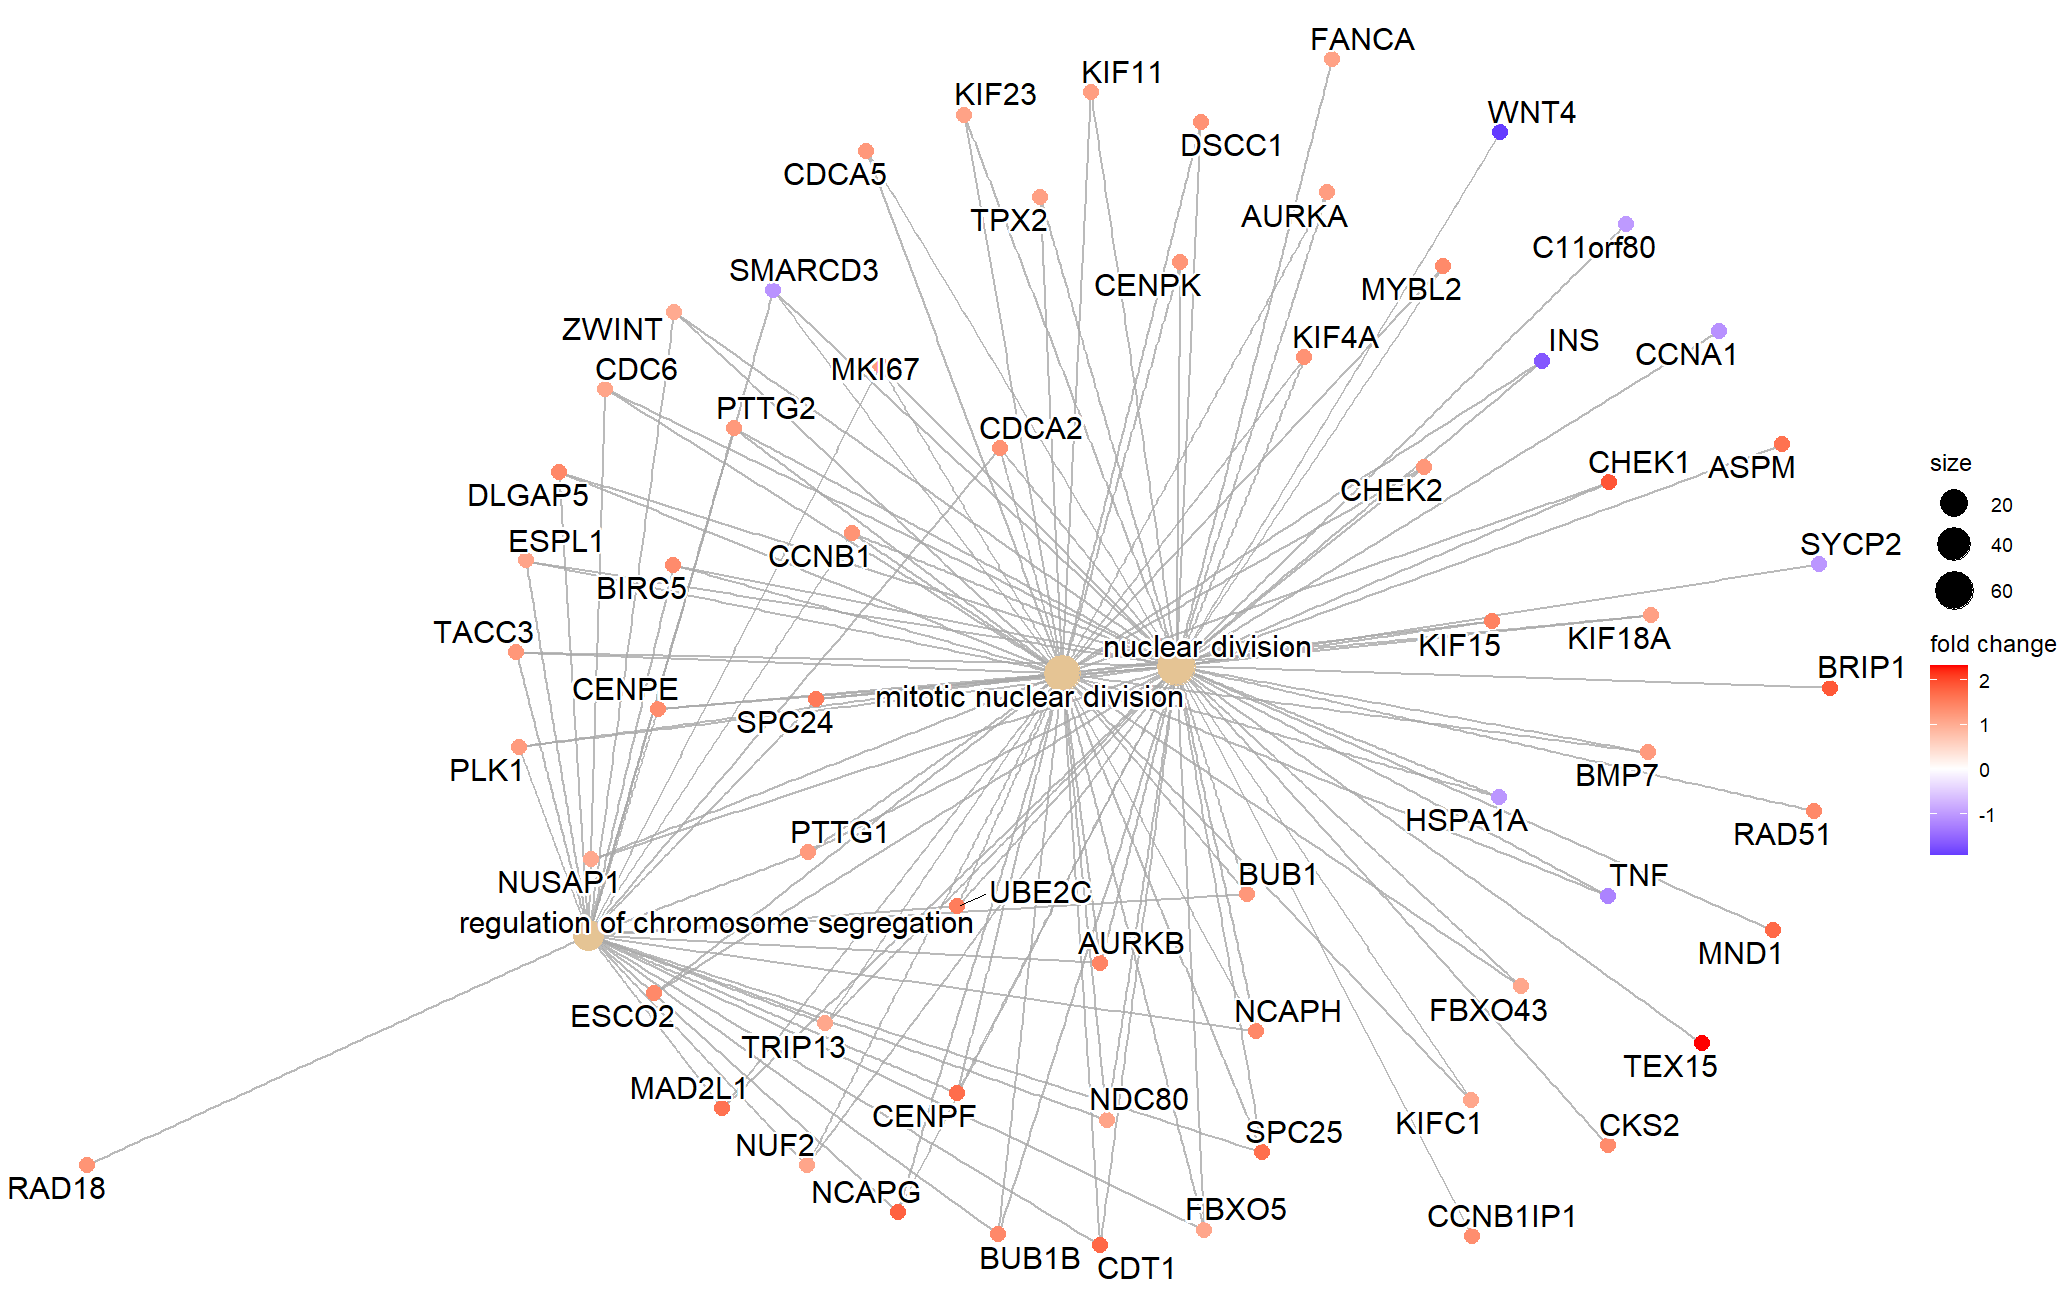 FANCA
KIF11
KIF23
WNT4
DSCC1
CDCA5
AURKA
TPX2
C11orf80
SMARCD3
CENPK
MYBL2
ZWINT
KIF4A
INS
CCNA1
CDC6
MKI67
PTTG2
CDCA2
CHEK1
ASPM
size
CHEK2
DLGAP5
20
ESPL1
SYCP2
40
CCNB1
BIRC5
60
TACC3
nuclear division
KIF15
KIF18A
fold change
BRIP1
2
CENPE
mitotic nuclear division
SPC24
1
PLK1
BMP7
0
HSPA1A
-1
PTTG1
RAD51
NUSAP1
UBE2C
BUB1
TNF
regulation of chromosome segregation
AURKB
MND1
ESCO2
NCAPH
FBXO43
TRIP13
TEX15
MAD2L1
CENPF
NDC80
KIFC1
CKS2
NUF2
SPC25
RAD18
NCAPG
FBXO5
CCNB1IP1
BUB1B
CDT1